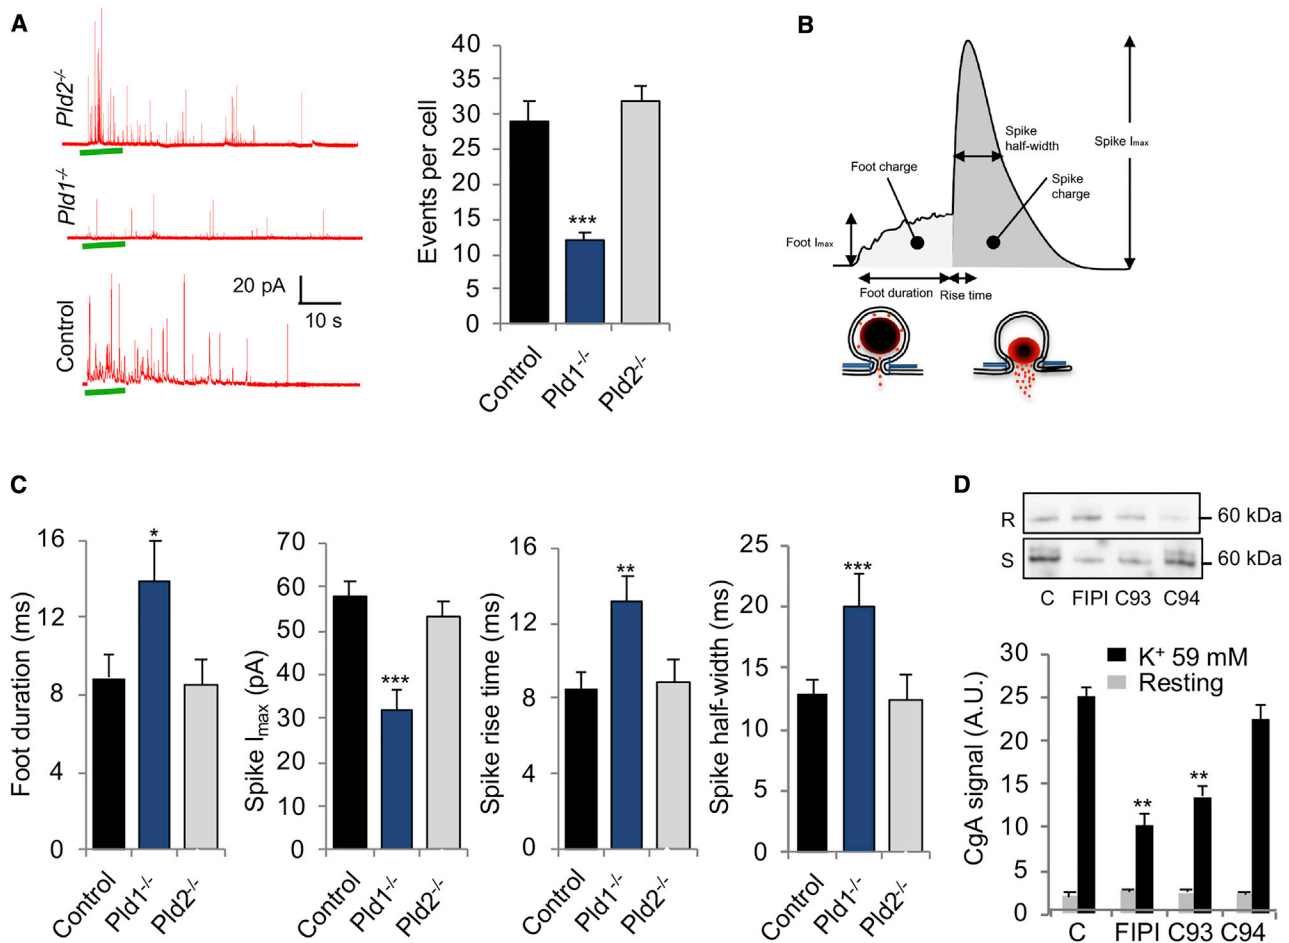 A
Pld2-/-
Pld1-/-
Control
20 pA
10 s
Events per cell
40
35
30
25
20
15
10
5
0
***
Control
Pld1-/-
Pld2-/-
B
Spike
half-width
Spike Imax
Foot charge
Spike
charge
Foot Imax
Foot duration
Rise time
C
Foot duration (ms)
16
12
8
4
0
*
Control
Pld1-/-
Pld2-/-
Spike Imax (pA)
70
60
50
40
30
20
10
0
***
Control
Pld1-/-
Pld2-/-
Spike rise time (ms)
16
12
8
4
0
**
Control
Pld1-/-
Pld2-/-
Spike half-width (ms)
25
20
15
10
5
0
***
Control
Pld1-/-
Pld2-/-
D
R
60 kDa
S
60 kDa
C FIPI C93 C94
CgA signal (A.U.)
30
25
20
15
10
5
0
K+ 59 mM
Resting
**
**
C FIPI C93 C94